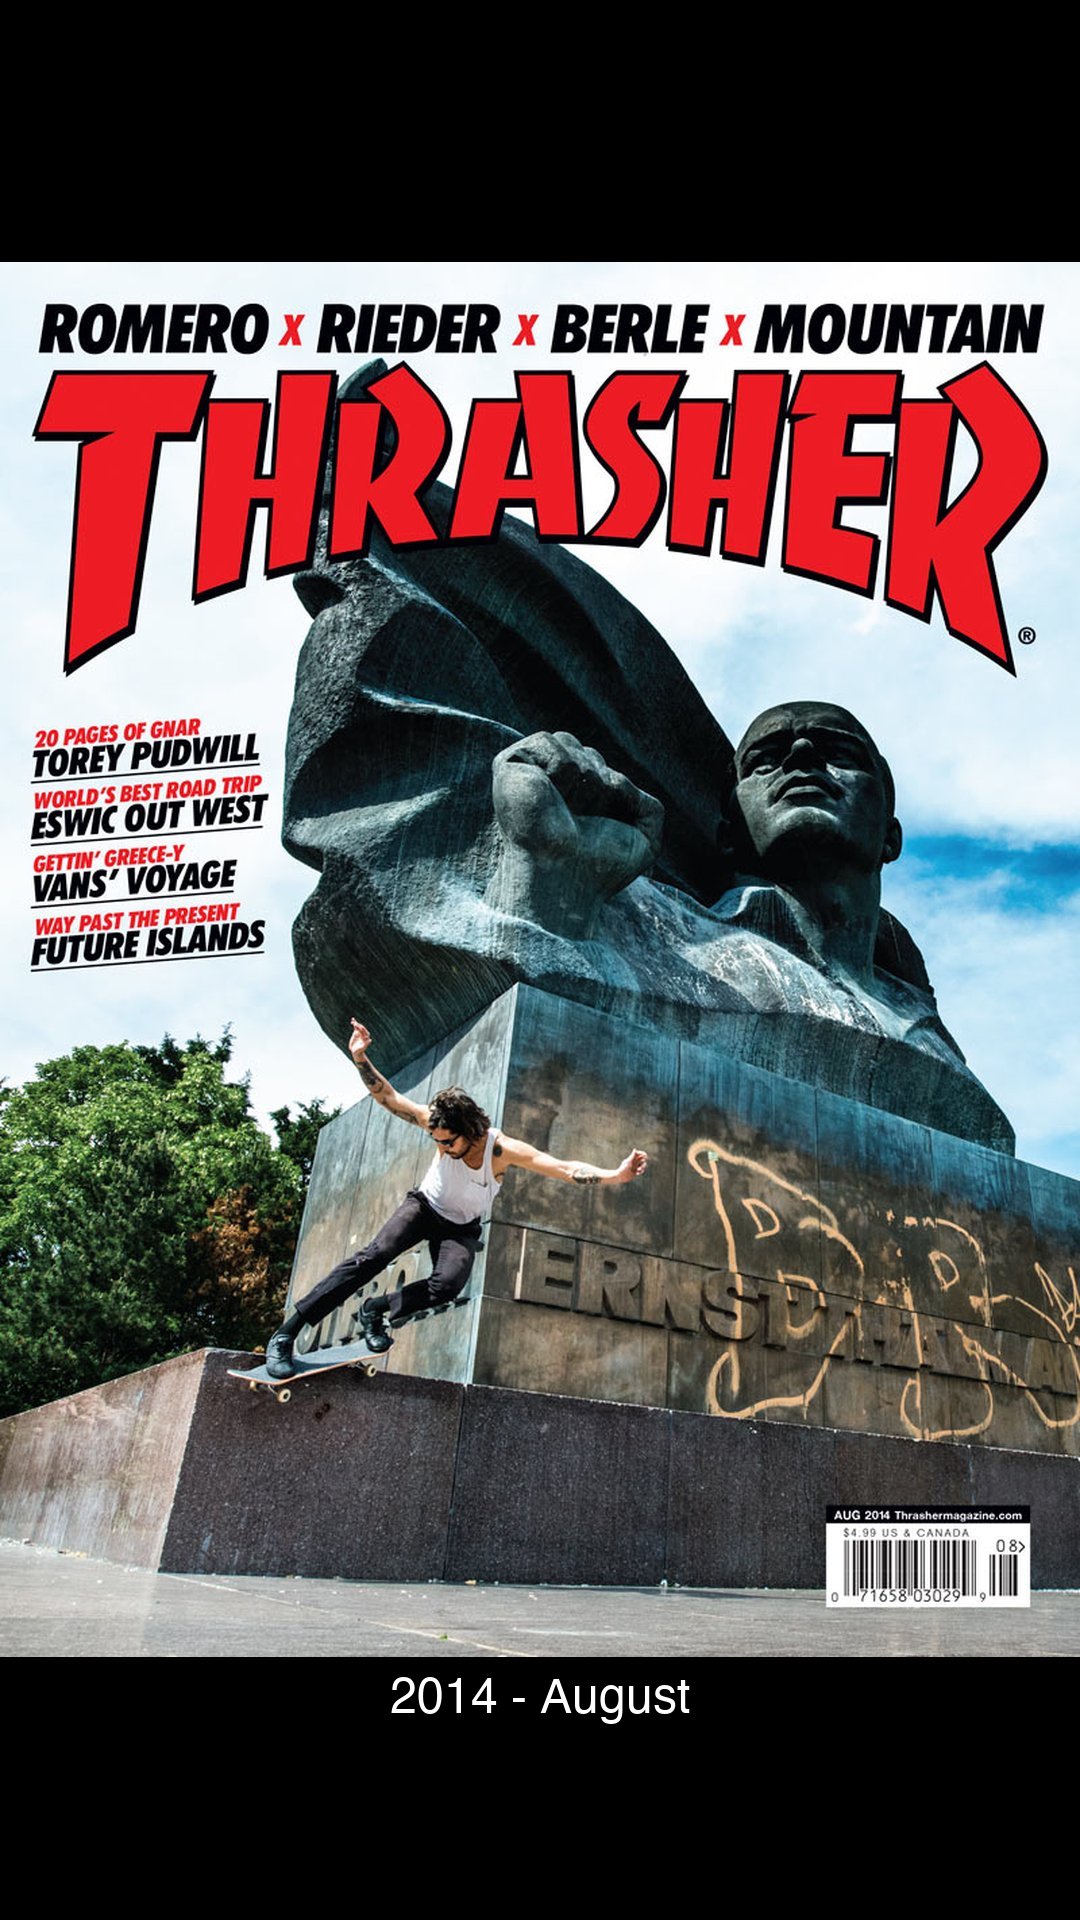 ROMERO X RIEDER X BERLE X MOUNTAIN
THRASHER
®
20 PAGES OF GNAR
TOREY PUDWILL
WORLD'S BEST ROAD TRIP
ESWIC OUT WEST
GETTIN' GREECE-Y
VANS' VOYAGE
WAY PAST THE PRESENT
FUTURE ISLANDS
ERNST THÄLMA
AUG 2014 Thrashermagazine.com
$4.99 US & CANADA
08>
0 71658 03029 9
2014 - August